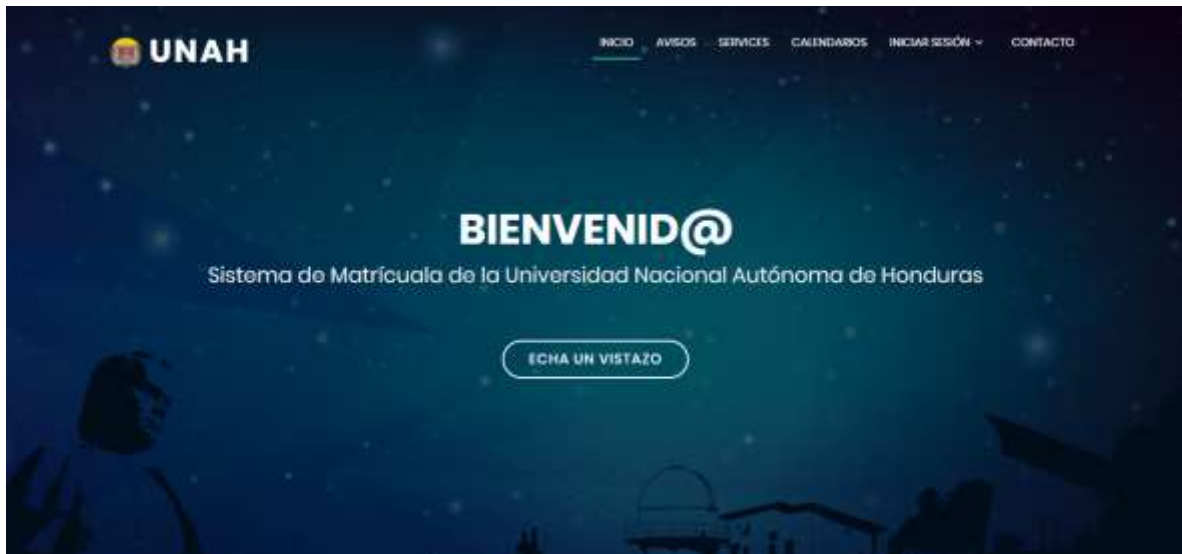 UNAH
INICIO AVISOS SERVICES CALENDARIOS INICIAR SESIÓN CONTACTO
BIENVENID@
Sistema de Matrícuala de la Universidad Nacional Autónoma de Honduras
ECHA UN VISTAZO